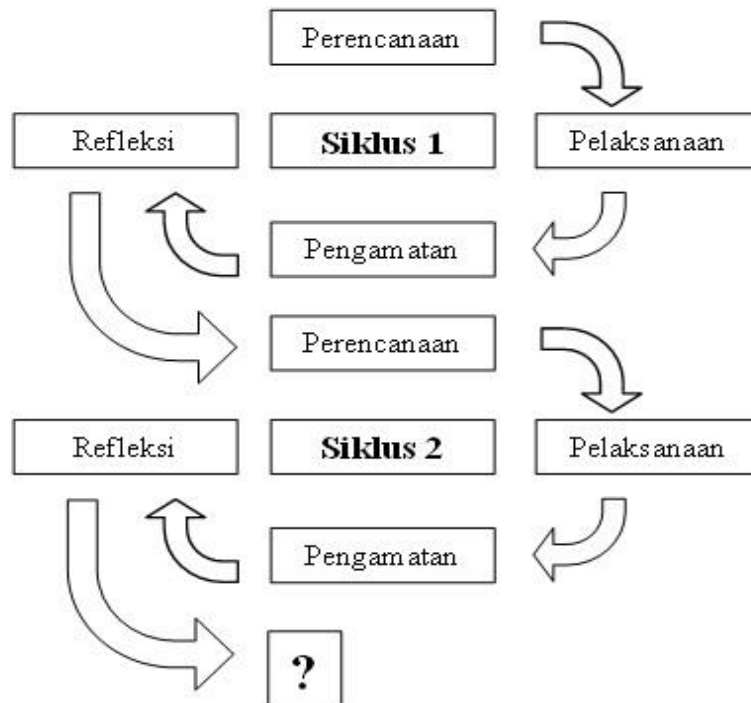 Perencanaan
Refleksi
Siklus 1
Pelaksanaan
Pengamatan
Perencanaan
Refleksi
Siklus 2
Pelaksanaan
Pengamatan
?